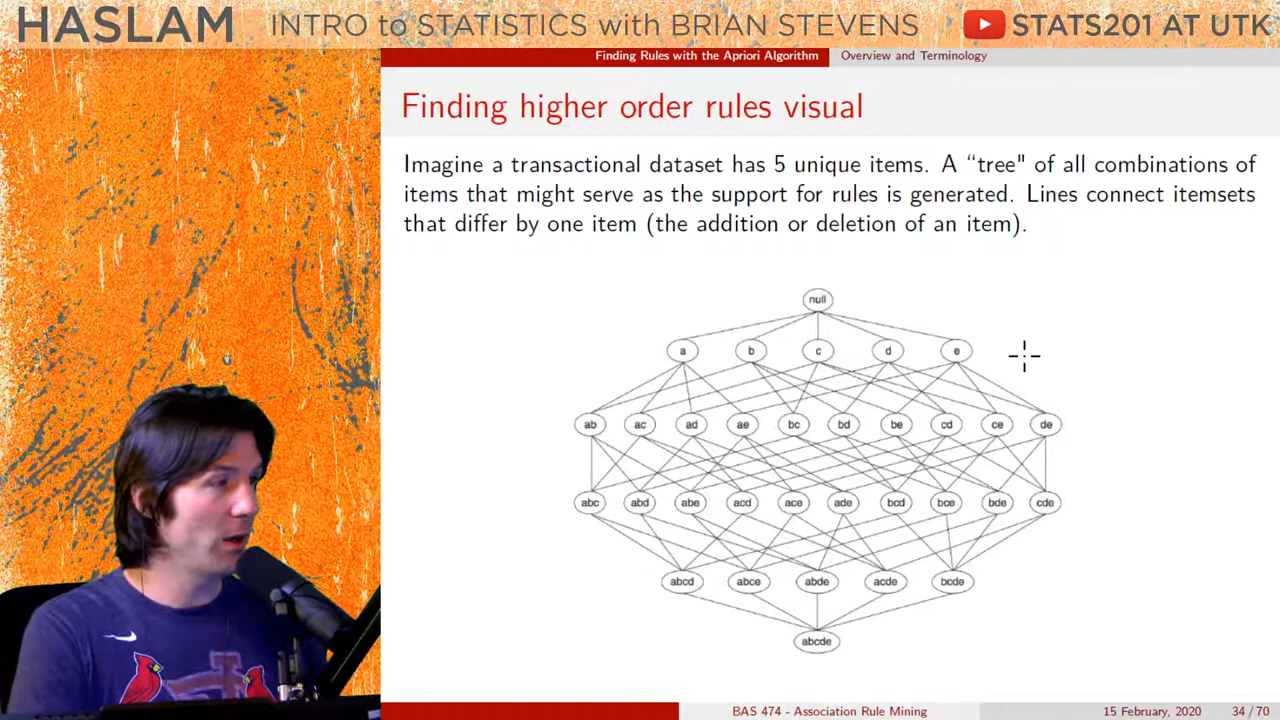 HASLAM INTRO to STATISTICS with BRIAN STEVENS STATS201 AT UTK
Finding Rules with the Apriori Algorithm Overview and Terminology
Finding higher order rules visual
Imagine a transactional dataset has 5 unique items. A “tree" of all combinations of
items that might serve as the support for rules is generated. Lines connect itemsets
that differ by one item (the addition or deletion of an item).
null
a b c d e
ab ac ad ae bc bd be cd ce de
abc abd abe acd ace ade bcd bce bde cde
abcd abce abde acde bcde
abcde
BAS 474 - Association Rule Mining 15 February, 2020 34 / 70